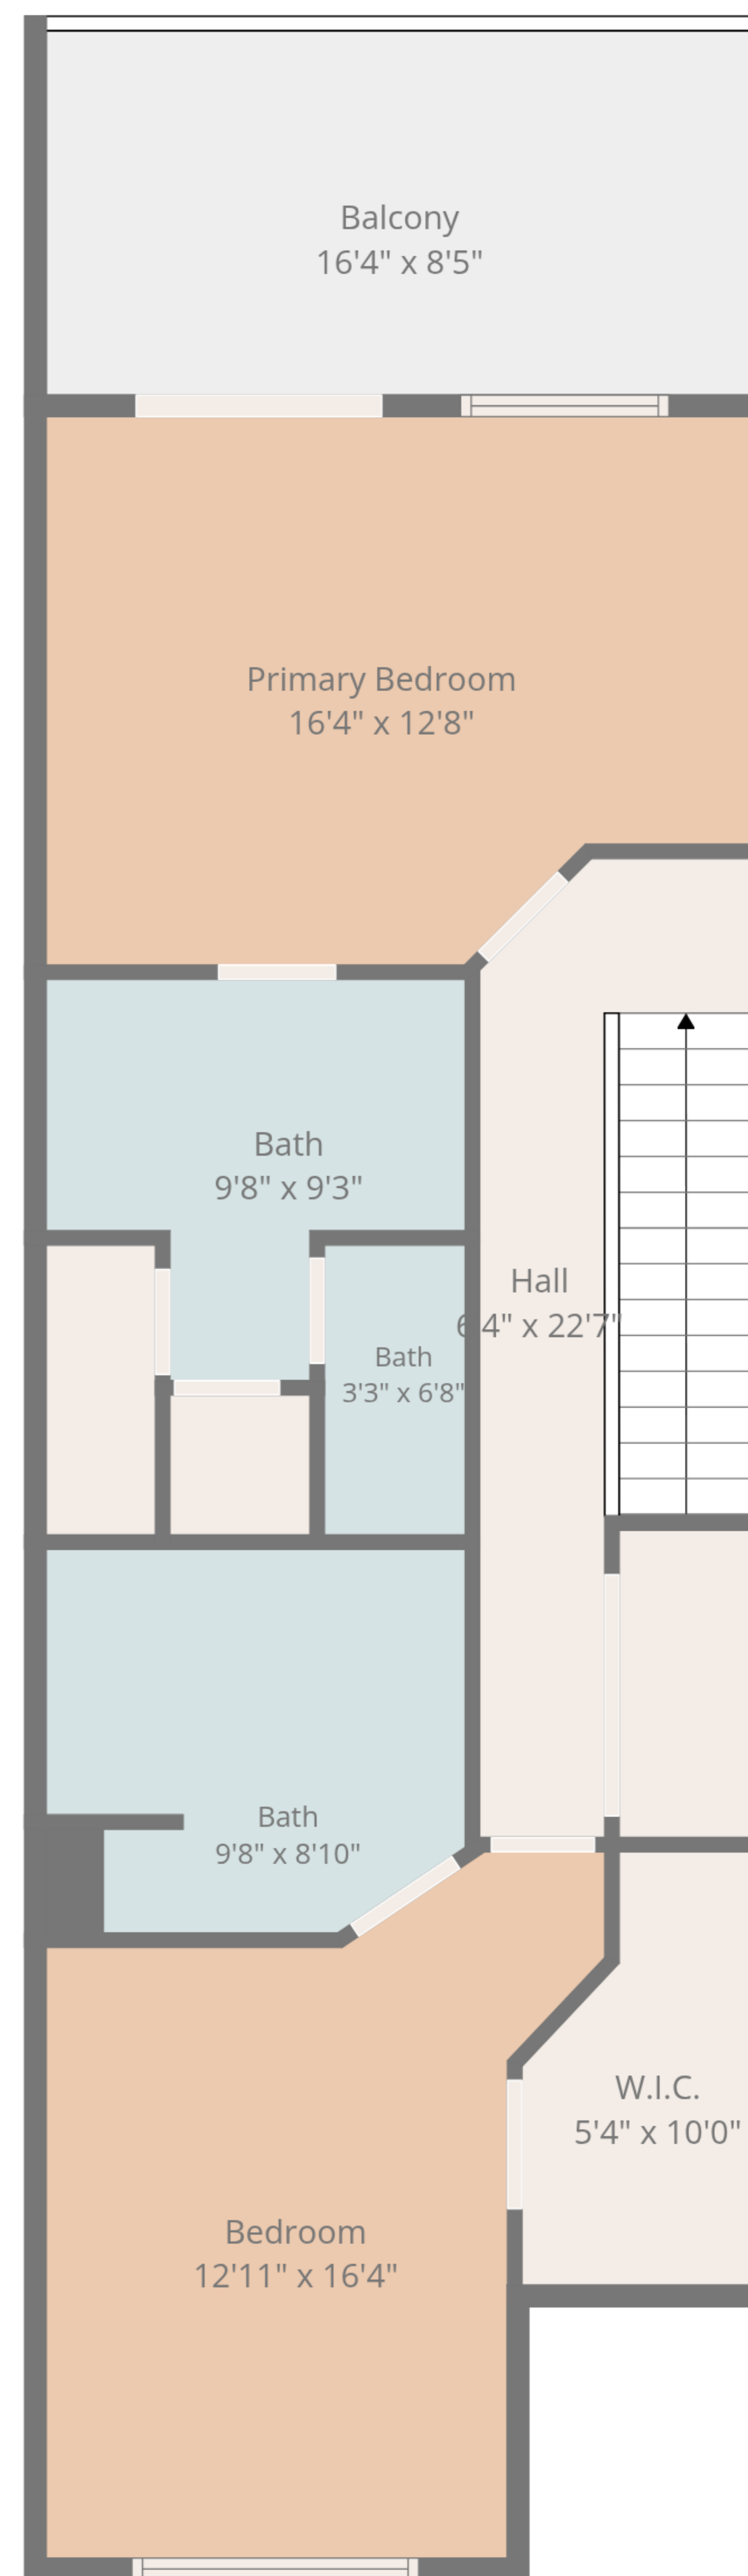 Balcony
16'4" x 8'5"
Primary Bedroom
16'4" x 12'8"
Bath
9'8" x 9'3"
Hall
6'4" x 22'7"
Bath
3'3" x 6'8"
Bath
9'8" x 8'10"
W.I.C.
5'4" x 10'0"
Bedroom
12'11" x 16'4"